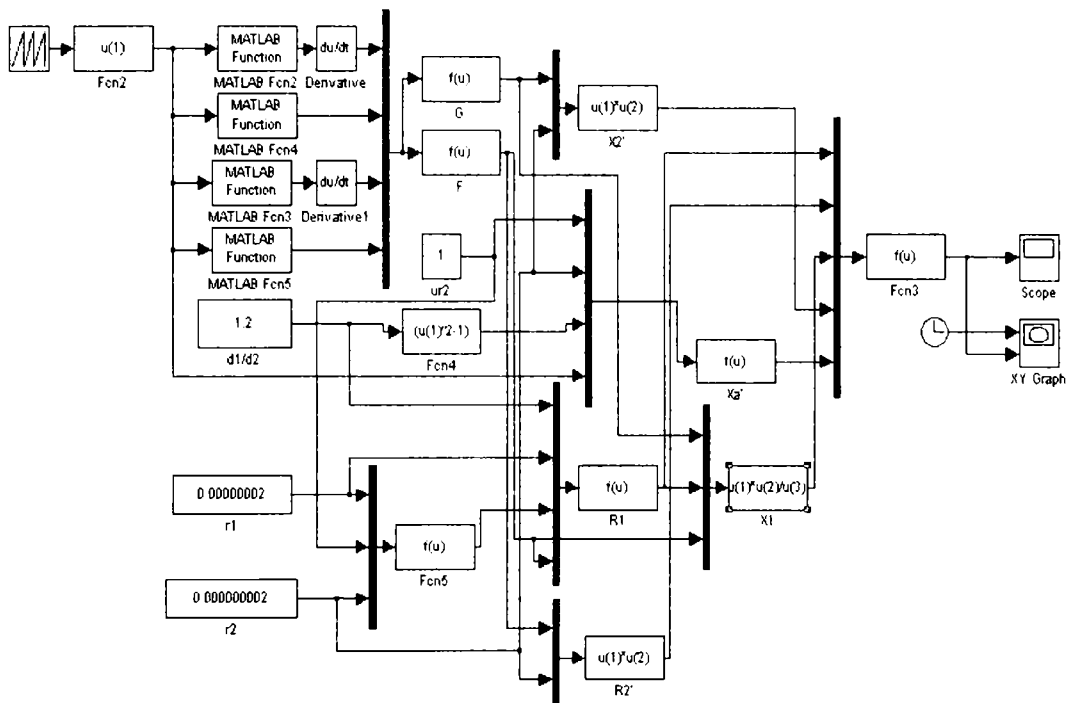 u(1)
Fcn2
MATLAB
Function
MATLAB Fcn2
du/dt
Derivative
MATLAB
Function
MATLAB Fcn4
MATLAB
Function
MATLAB Fcn3
du/dt
Derivative1
MATLAB
Function
MATLAB Fcn5
f(u)
G
f(u)
F
1
ur2
1.2
d1/d2
(u(1)^2-1)
Fcn4
u(1)*u(2)
X2'
f(u)
Xa'
f(u)
Fcn3
Scope
XY Graph
0.00000002
r1
0.000000002
r2
f(u)
Fcn5
f(u)
R1
u(1)*u(2)/u(3)
X1
u(1)*u(2)
R2'